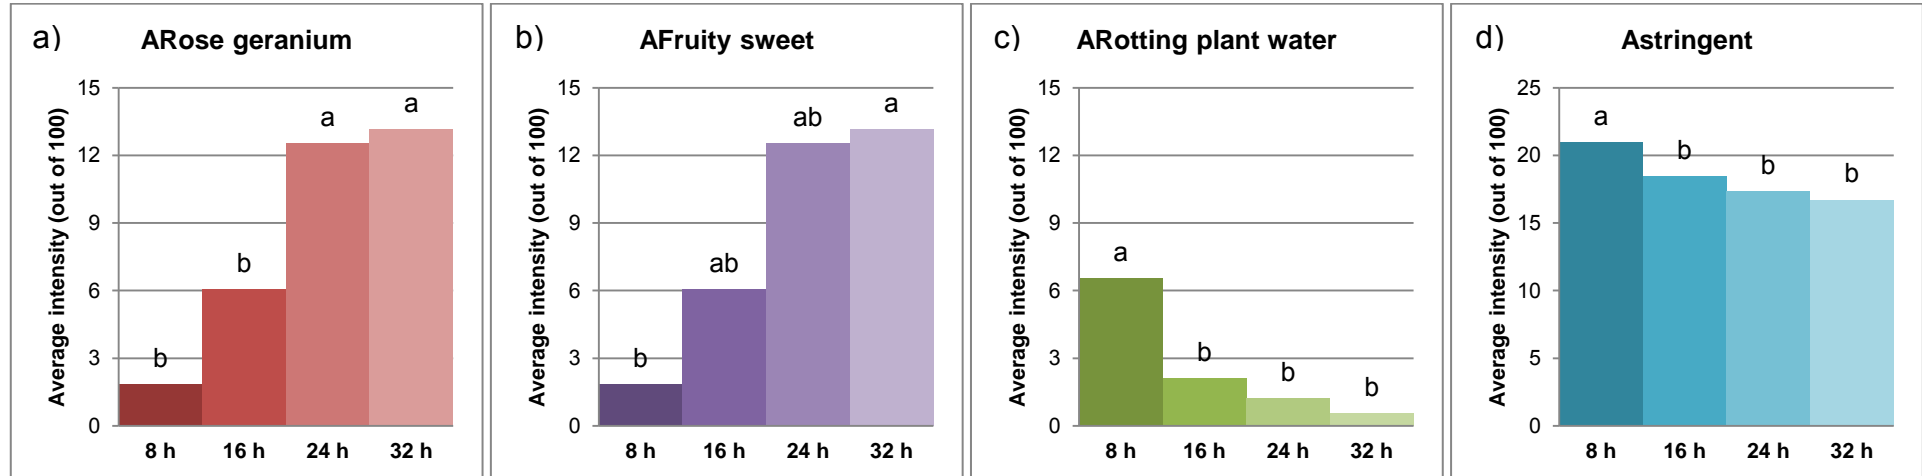 a) ARose geranium
Average intensity (out of 100)
15
12
9
6
3
0
b
b
a
a
8 h 16 h 24 h 32 h
b) AFruity sweet
Average intensity (out of 100)
15
12
9
6
3
0
b
ab
ab
a
8 h 16 h 24 h 32 h
c) ARotting plant water
Average intensity (out of 100)
15
12
9
6
3
0
a
b
b
b
8 h 16 h 24 h 32 h
d) Astringent
Average intensity (out of 100)
25
20
15
10
5
0
a
b
b
b
8 h 16 h 24 h 32 h